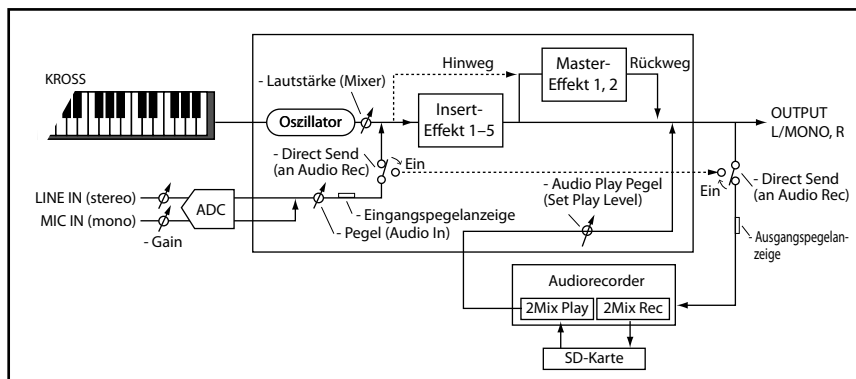 KROSS
- Lautstärke (Mixer)
Hinweg
Master-
Effekt 1, 2
Rückweg
Oszillator
Insert-
Effekt 1–5
OUTPUT
L/MONO, R
- Direct Send
(an Audio Rec)
Ein
LINE IN (stereo)
MIC IN (mono)
- Gain
ADC
- Eingangspegelanzeige
- Pegel (Audio In)
- Audio Play Pegel
(Set Play Level)
Ein
- Direct Send
(an Audio Rec)
- Ausgangspegelan-
zeige
Audiorecorder
2Mix Play
2Mix Rec
SD-Karte